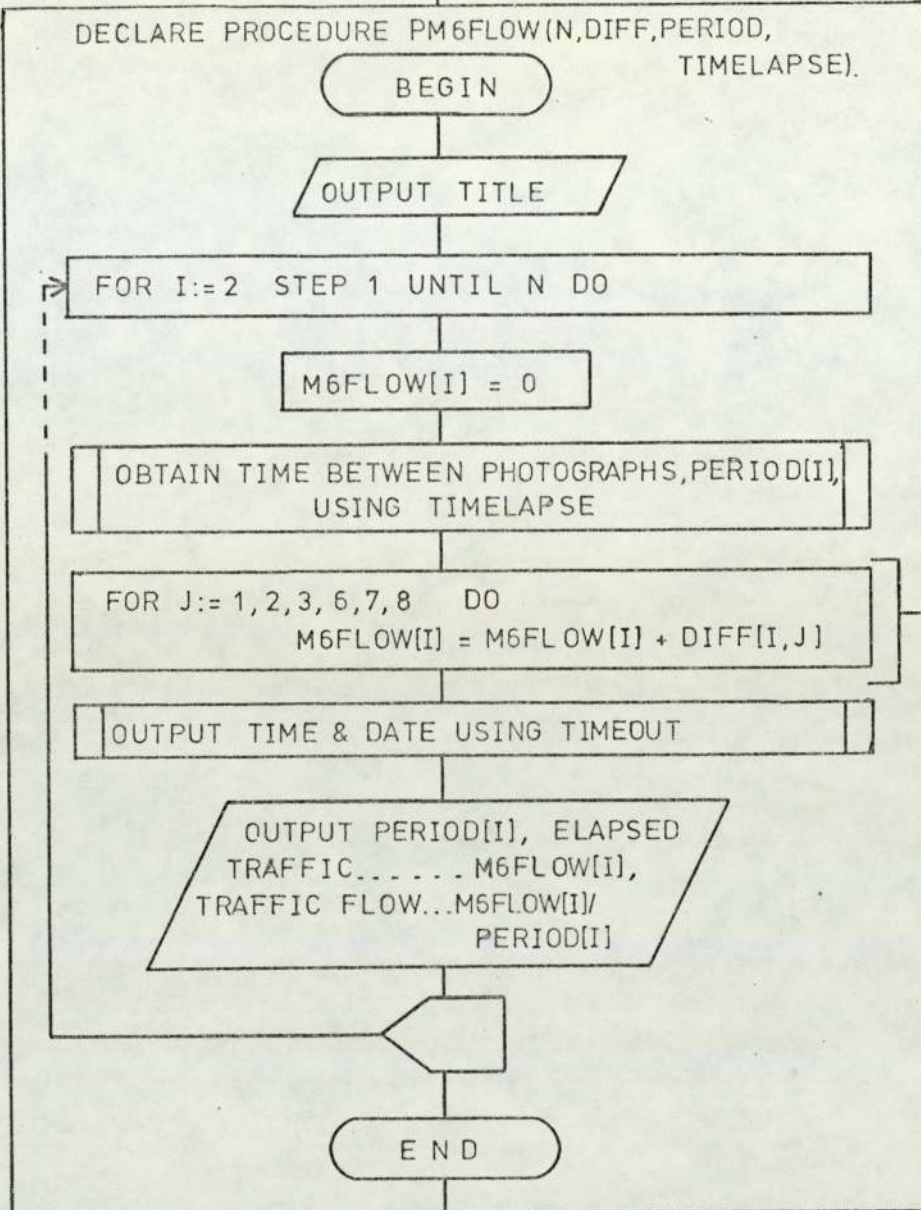 DECLARE PROCEDURE PM6FLOW(N,DIFF,PERIOD,
TIMELAPSE).
BEGIN
OUTPUT TITLE
FOR I:=2 STEP 1 UNTIL N DO
M6FLOW[I] = 0
OBTAIN TIME BETWEEN PHOTOGRAPHS,PERIOD[I],
USING TIMELAPSE
FOR J:= 1,2,3,6,7,8 DO
M6FLOW[I] = M6FLOW[I] + DIFF[I,J]
OUTPUT TIME & DATE USING TIMEOUT
OUTPUT PERIOD[I], ELAPSED
TRAFFIC...... M6FLOW[I],
TRAFFIC FLOW...M6FLOW[I]/
PERIOD[I]
END